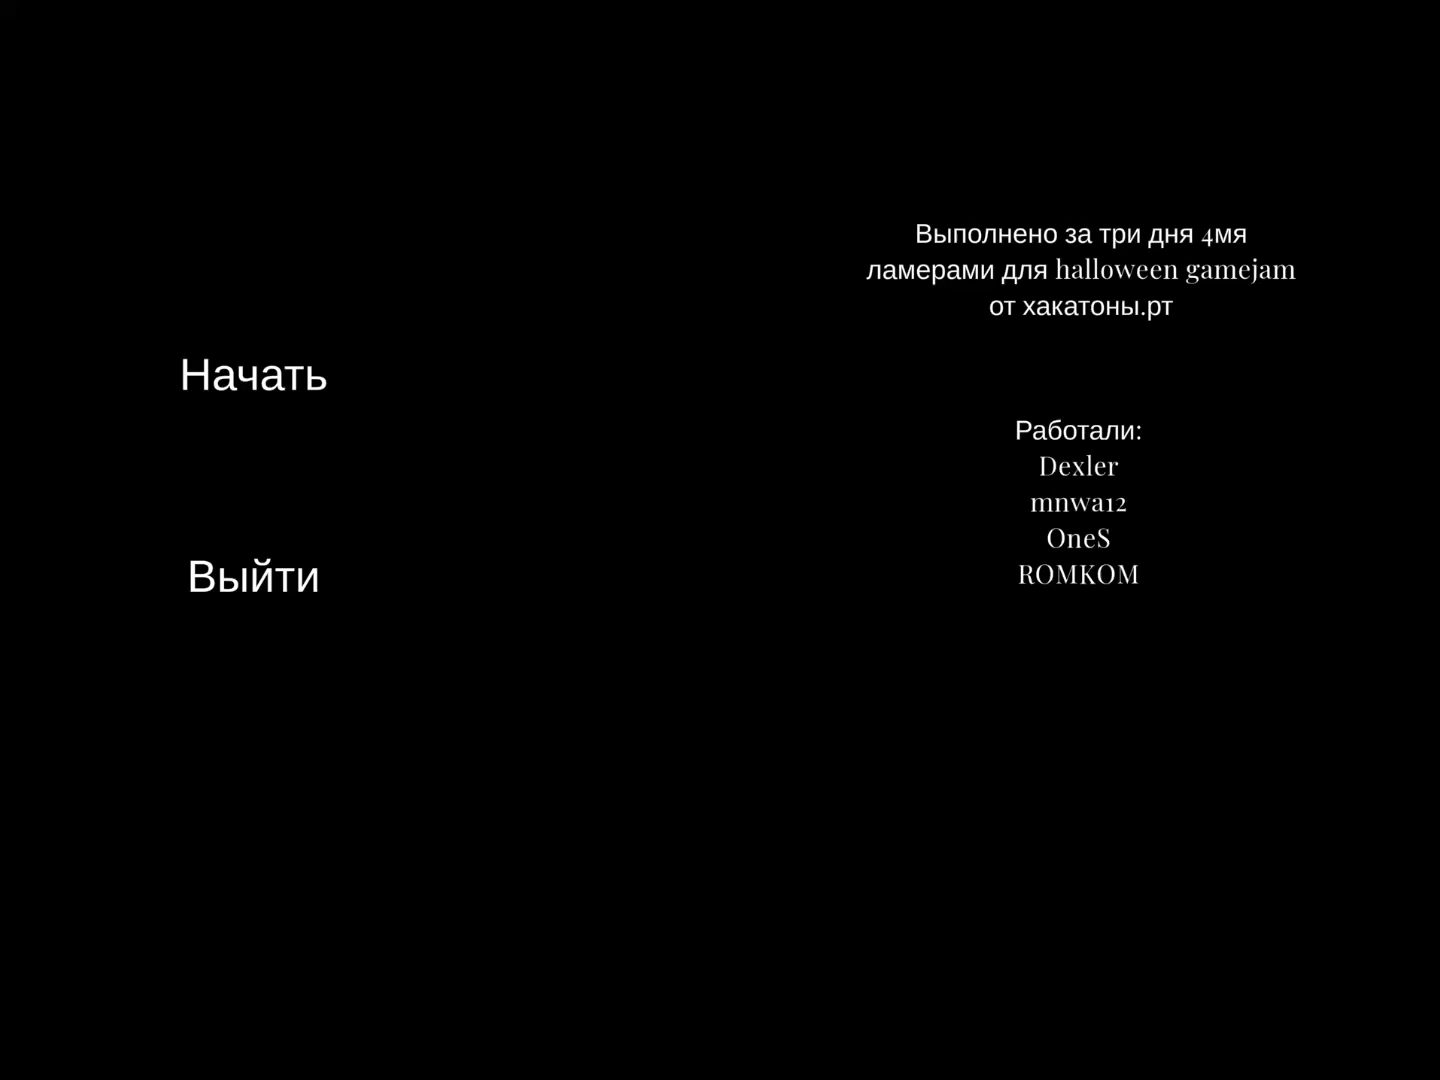 Начать
Выйти
Выполнено за три дня 4мя
ламерами для halloween gamejam
от хакатоны.рт
Работали:
Dexler
mnwa12
OneS
ROMKOM